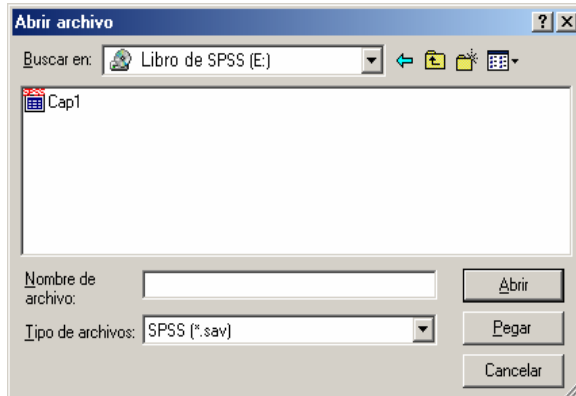 Abrir archivo
Buscar en: Libro de SPSS (E:)
SPSS
Cap1
Nombre de archivo:
Abrir
Tipo de archivos: SPSS (*.sav)
Pegar
Cancelar